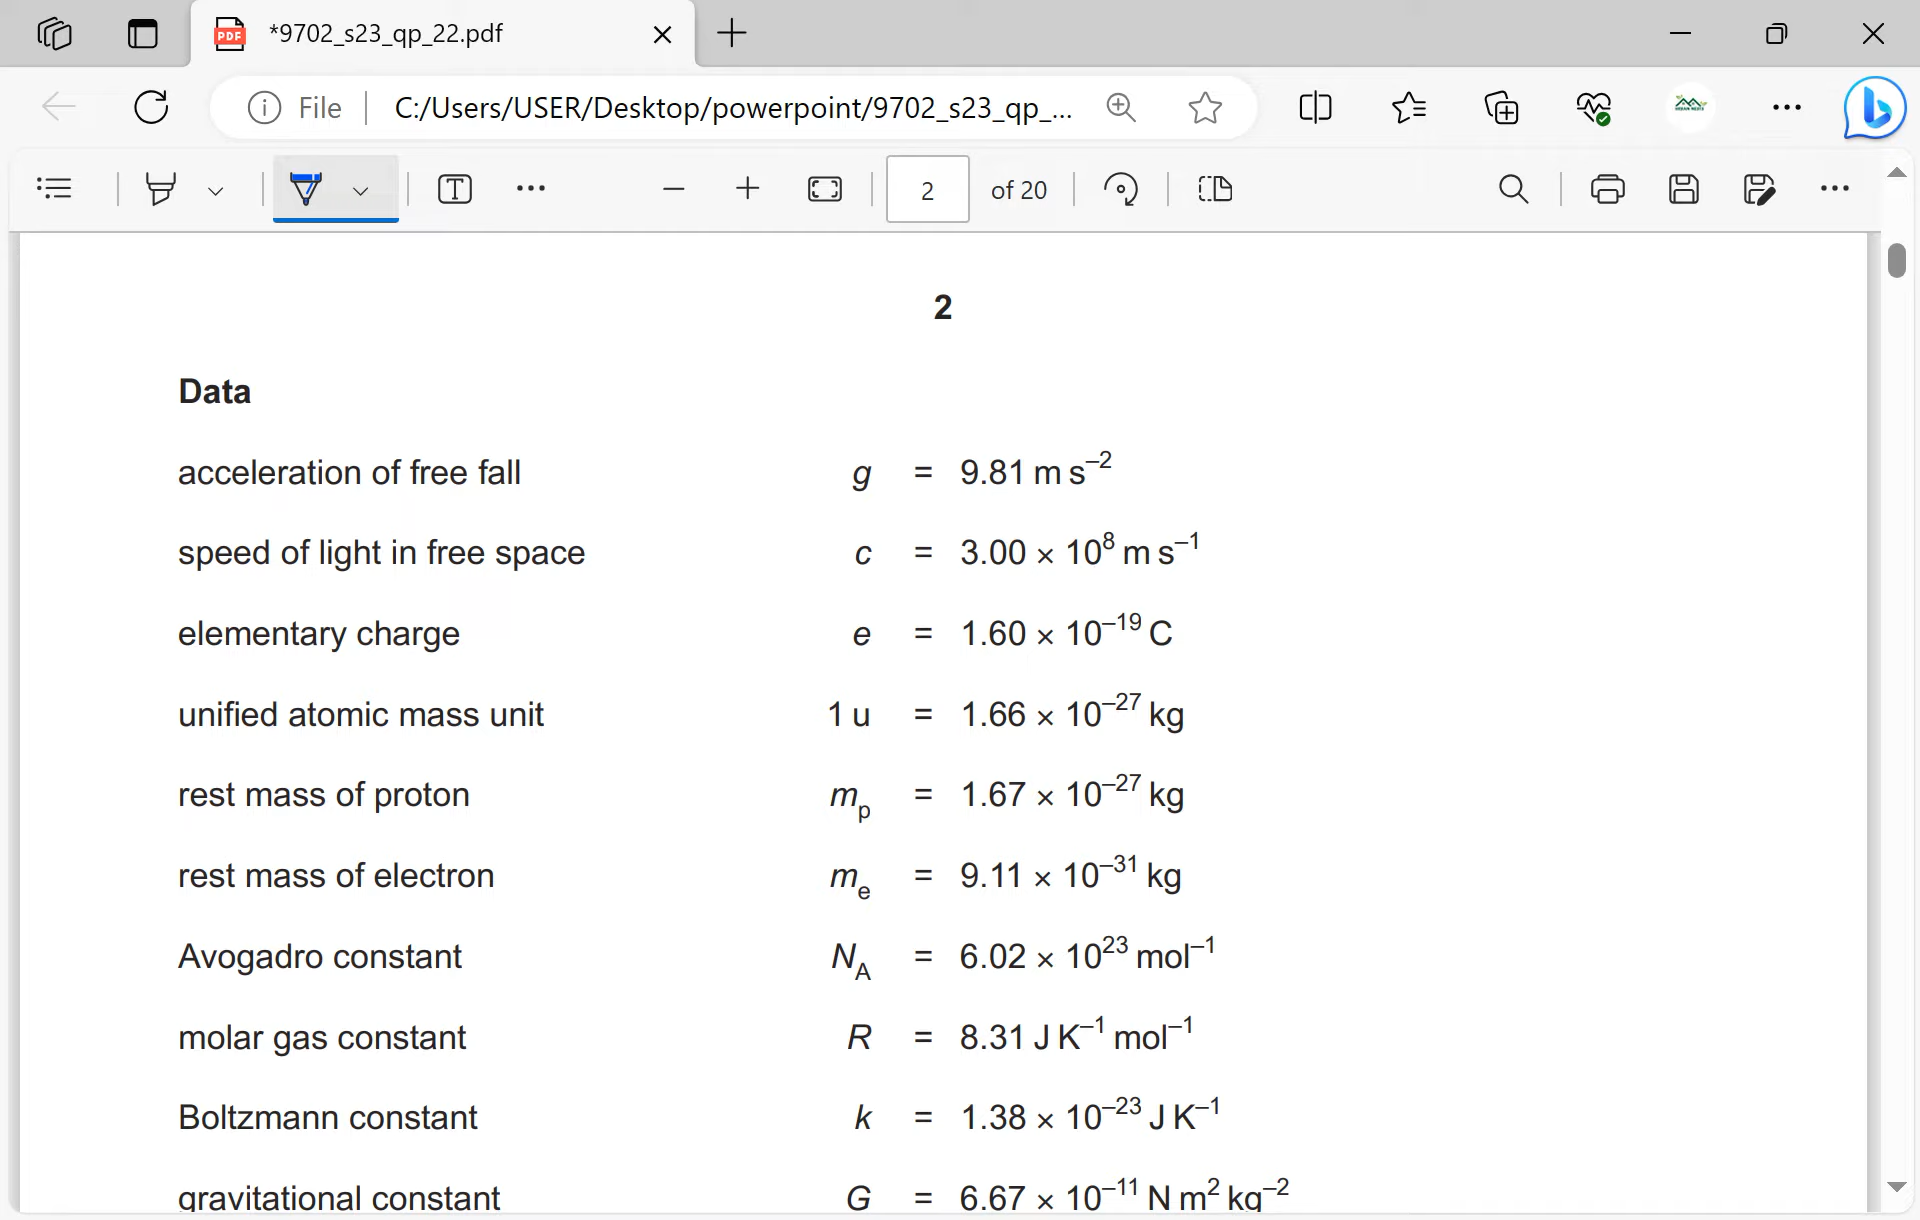 *9702_s23_qp_22.pdf
File C:/Users/USER/Desktop/powerpoint/9702_s23_qp_...
2 of 20
2
Data
acceleration of free fall g = 9.81 m s⁻²
speed of light in free space c = 3.00 × 10⁸ m s⁻¹
elementary charge e = 1.60 × 10⁻¹⁹ C
unified atomic mass unit 1 u = 1.66 × 10⁻²⁷ kg
rest mass of proton mₚ = 1.67 × 10⁻²⁷ kg
rest mass of electron mₑ = 9.11 × 10⁻³¹ kg
Avogadro constant N_A = 6.02 × 10²³ mol⁻¹
molar gas constant R = 8.31 J K⁻¹ mol⁻¹
Boltzmann constant k = 1.38 × 10⁻²³ J K⁻¹
gravitational constant G = 6.67 × 10⁻¹¹ N m² kg⁻²